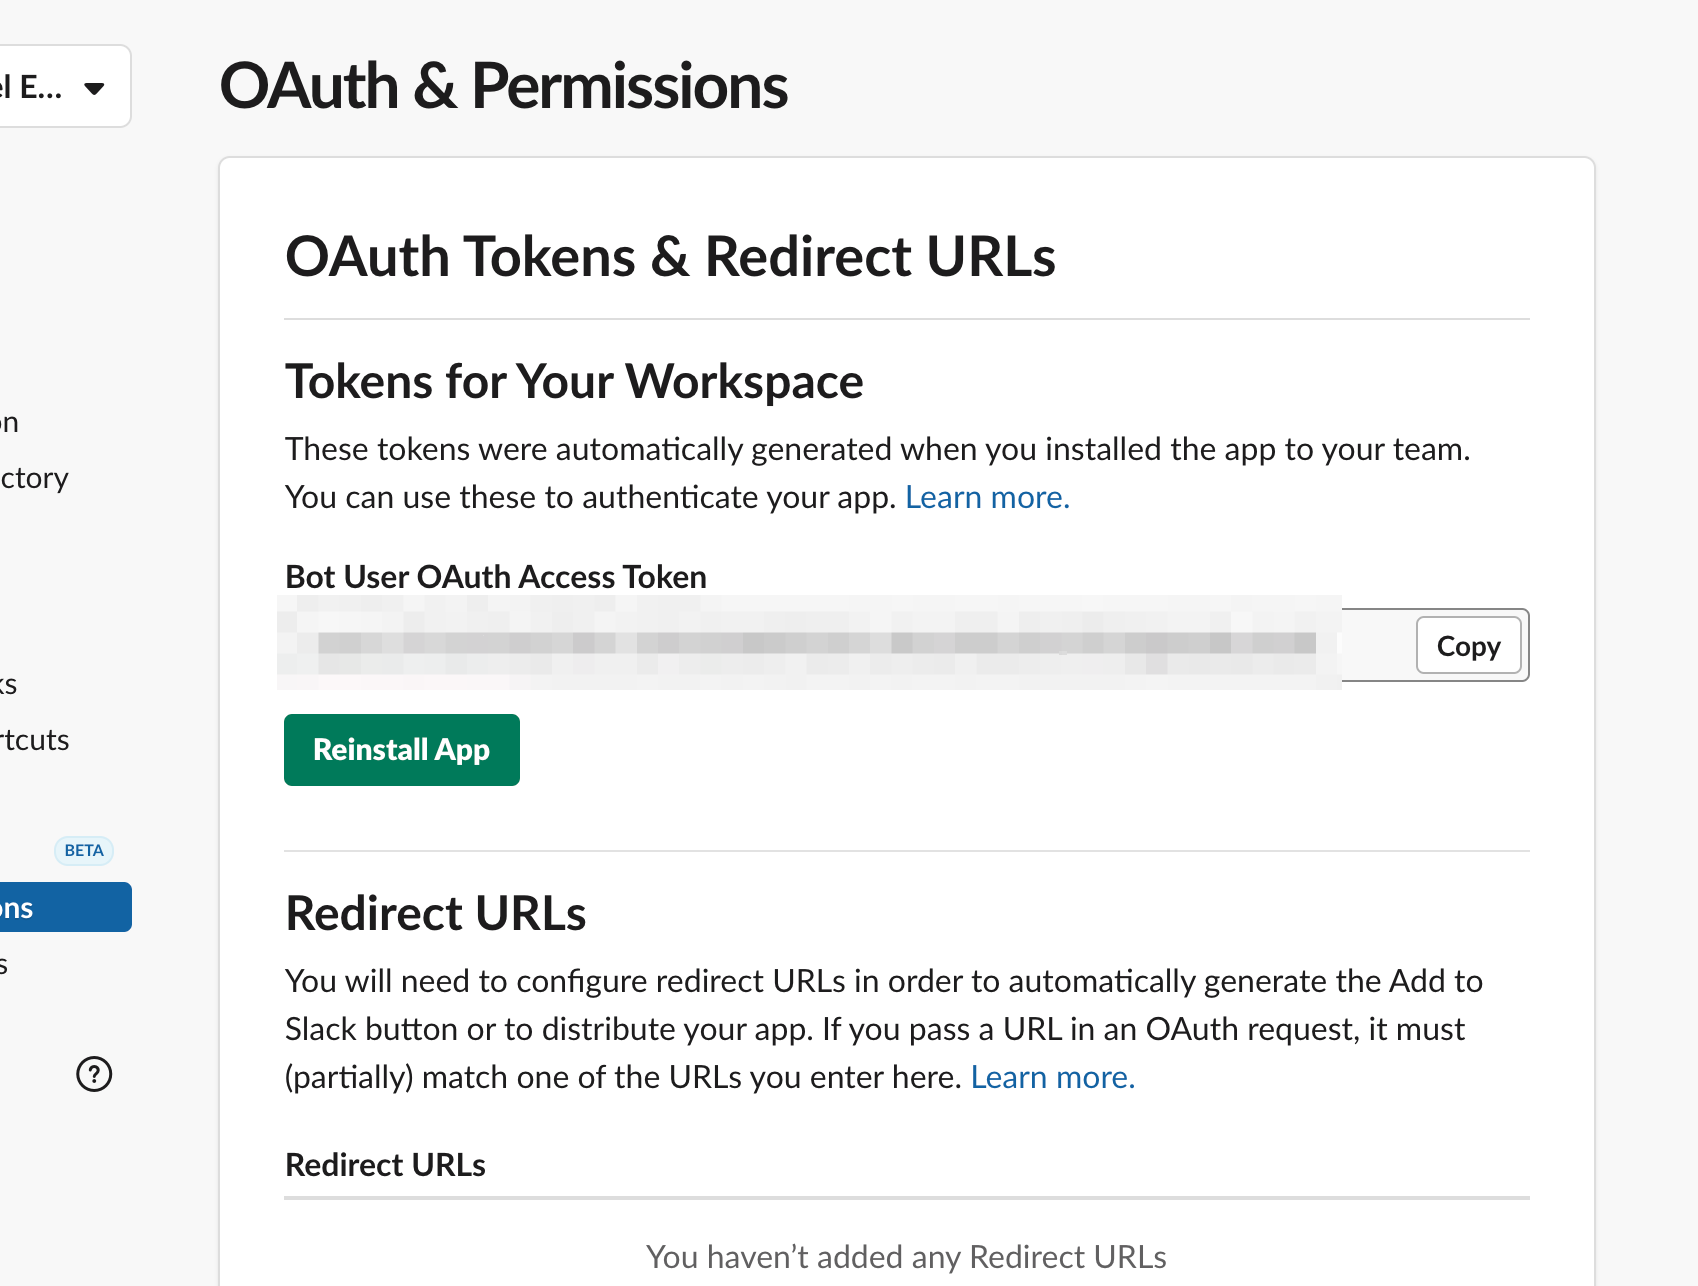 el E...
OAuth & Permissions
OAuth Tokens & Redirect URLs
Tokens for Your Workspace
These tokens were automatically generated when you installed the app to your team.
You can use these to authenticate your app. Learn more.
on
ctory
Bot User OAuth Access Token
Copy
ks
rtcuts
Reinstall App
BETA
ons
s
Redirect URLs
You will need to configure redirect URLs in order to automatically generate the Add to
Slack button or to distribute your app. If you pass a URL in an OAuth request, it must
(partially) match one of the URLs you enter here. Learn more.
?
Redirect URLs
You haven't added any Redirect URLs